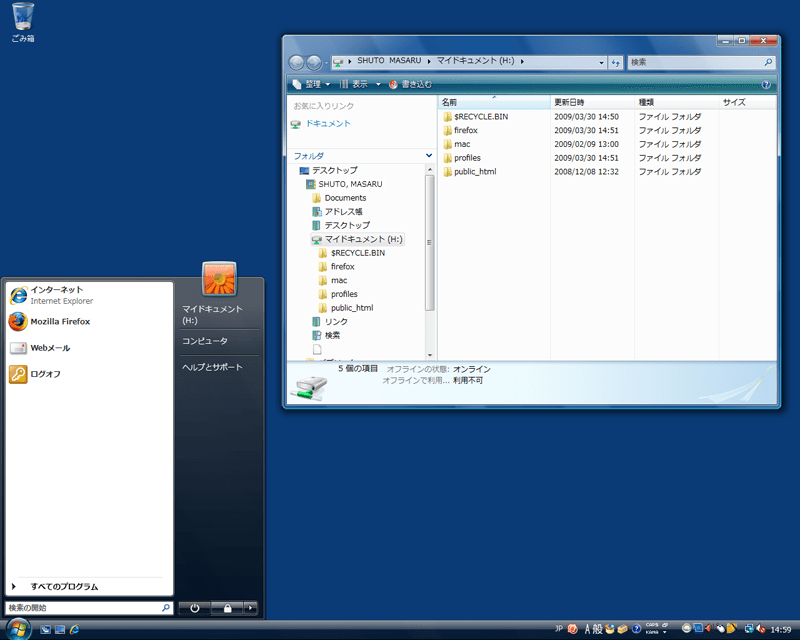 ごみ箱
SHUTO MASARU マイドキュメント (H:)
検索
整理 表示 書き込む
お気に入りリンク
ドキュメント
フォルダ
デスクトップ
SHUTO, MASARU
Documents
アドレス帳
デスクトップ
マイドキュメント (H:)
$RECYCLE.BIN
firefox
mac
profiles
public_html
リンク
検索
名前 更新日時 種類 サイズ
$RECYCLE.BIN 2009/03/30 14:50 ファイル フォルダ
firefox 2009/03/30 14:51 ファイル フォルダ
mac 2009/02/09 13:00 ファイル フォルダ
profiles 2009/03/30 14:51 ファイル フォルダ
public_html 2008/12/08 12:32 ファイル フォルダ
5 個の項目 オフラインの状態: オンライン
オフラインで利用... 利用不可
インターネット
Internet Explorer
Mozilla Firefox
Webメール
ログオフ
すべてのプログラム
検索の開始
マイドキュメント
(H:)
コンピュータ
ヘルプとサポート
JP A 般 CAPS
KANA
14:59